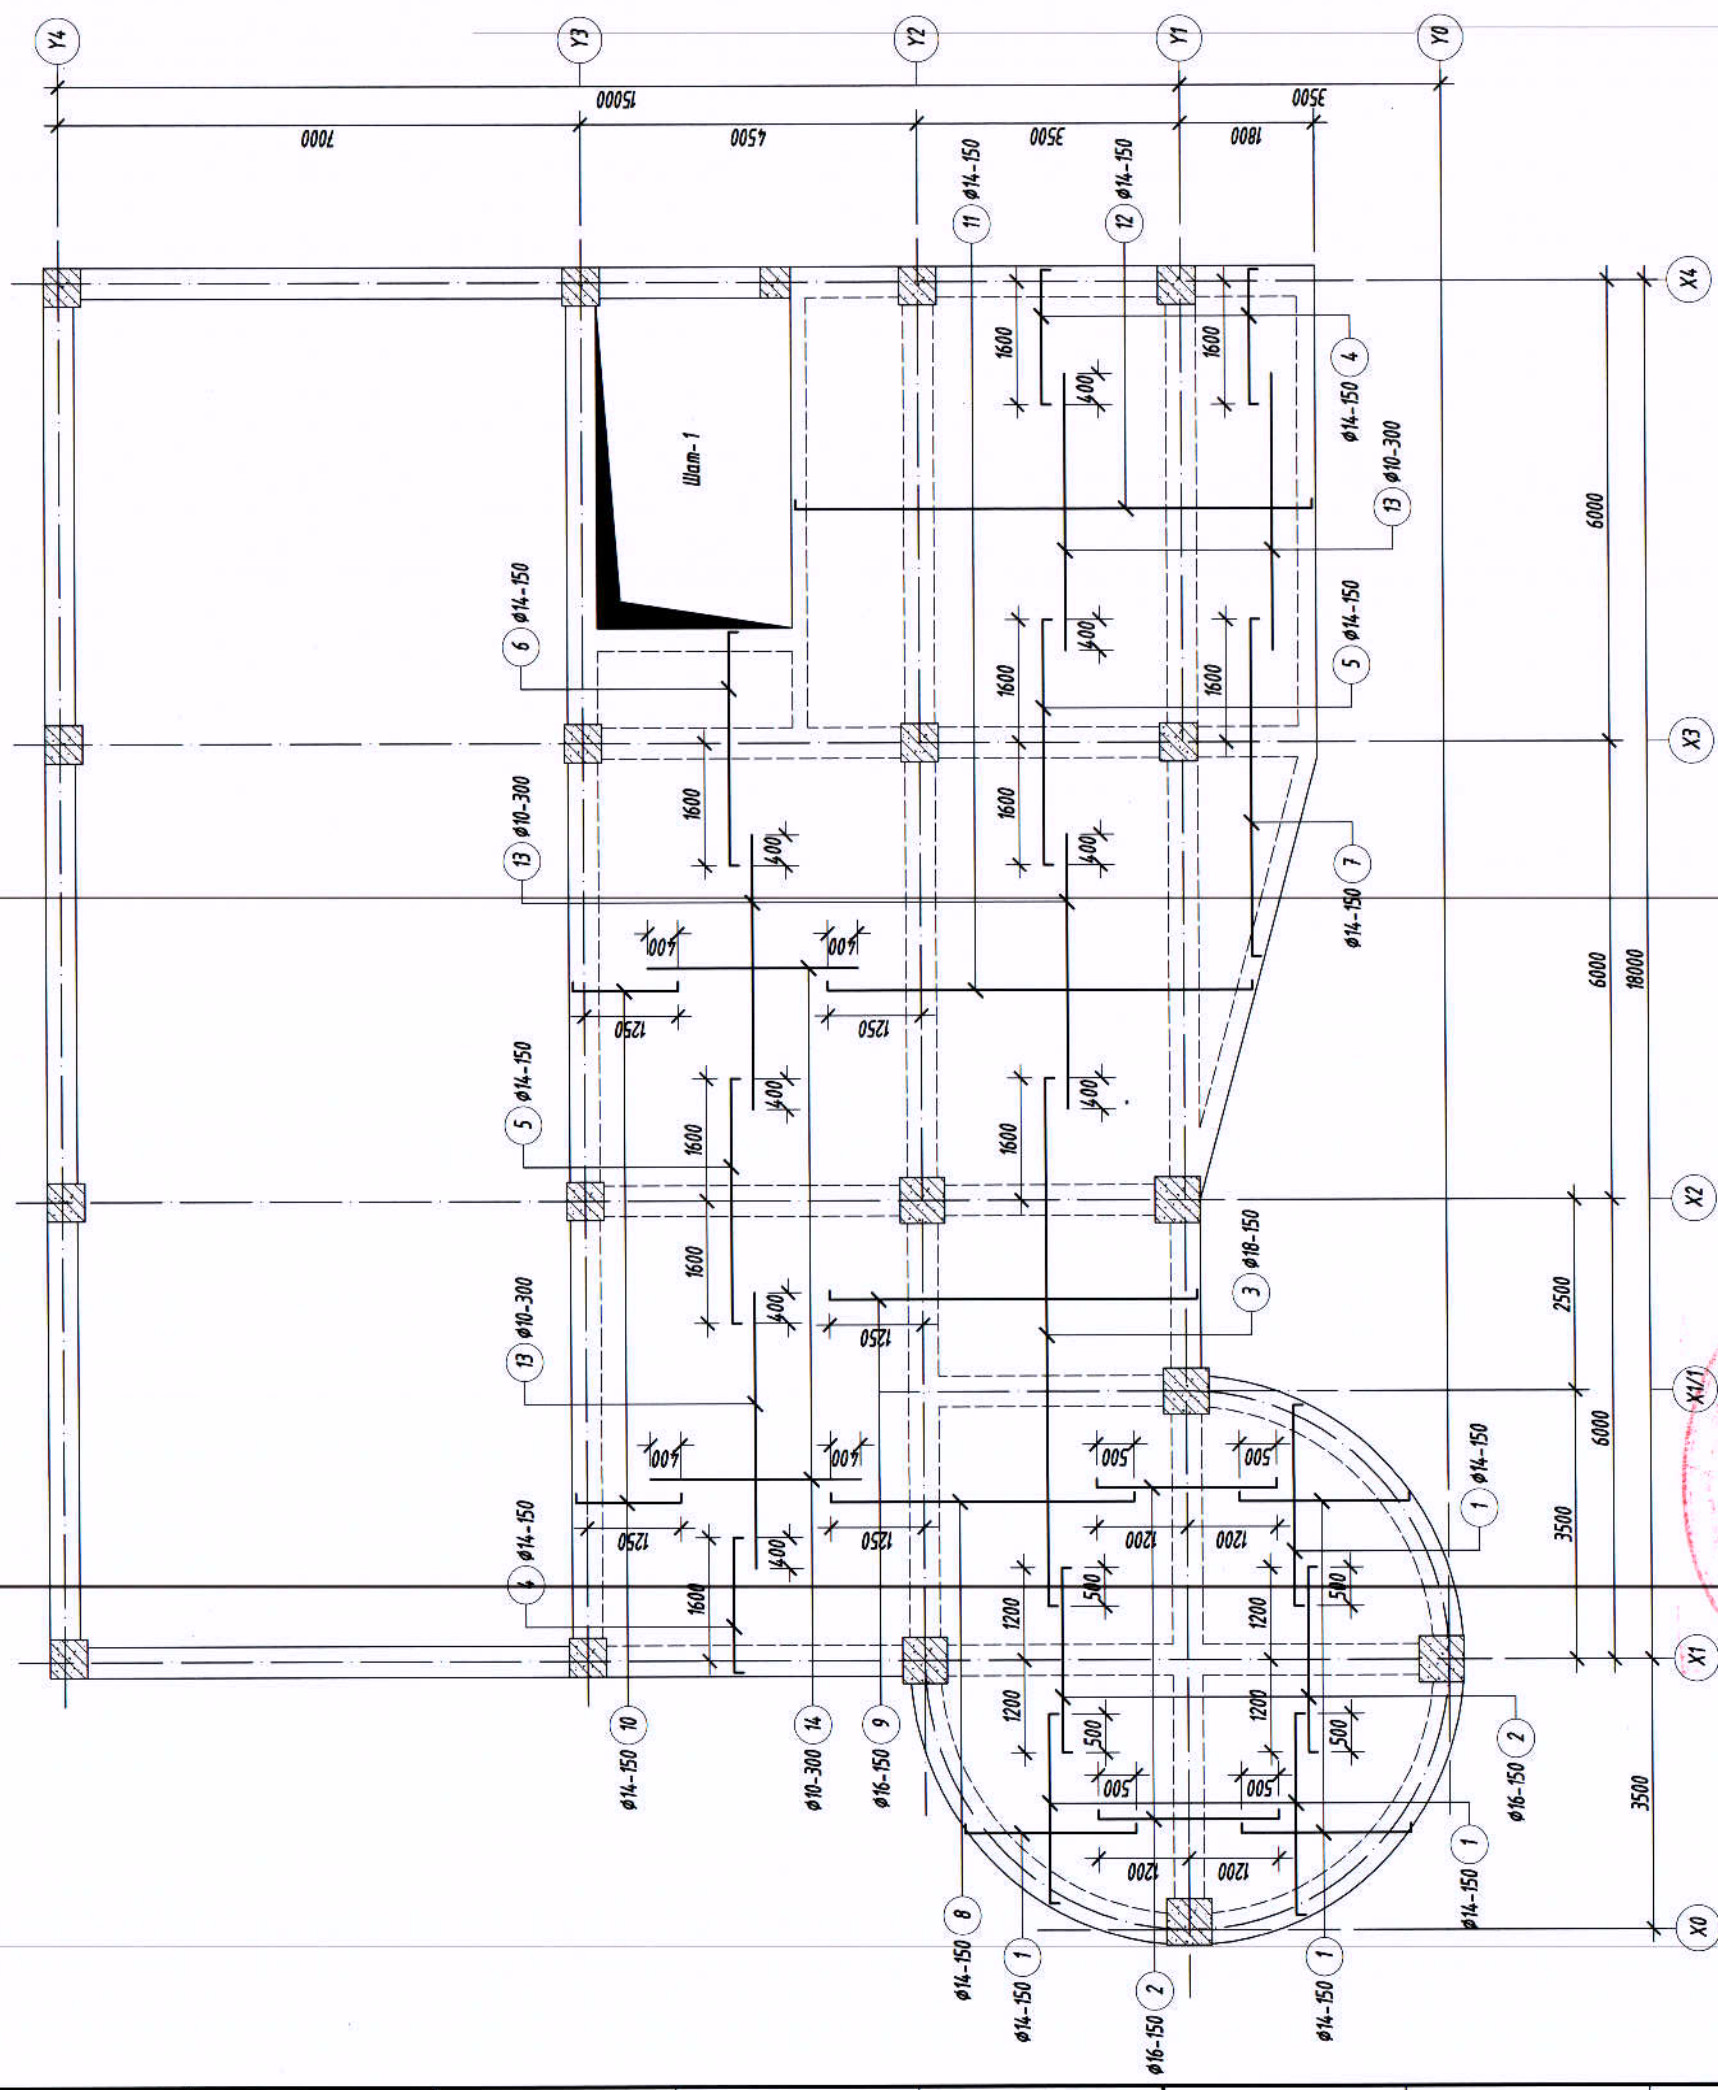 Y4
Y3
Y2
Y1
Y0
15000
3500
7000
4500
3500
1800
11 ø14-150
12 ø14-150
Шат-1
1600
400
1600
4
ø14-150
13 ø10-300
6000
X4
6 ø14-150
1600
400
1600
5 ø14-150
1600
1600
400
1600
400
7
ø14-150
13 ø10-300
6000
18000
X3
400
400
1250
1250
5 ø14-150
1600
400
1600
400
1600
400
1250
3 ø18-150
2500
X2
13 ø10-300
400
400
1250
1250
500
500
1200
1200
1 ø14-150
X1/1
6000
3500
4 ø14-150
1600
400
1200
500
1200
500
X1
ø14-150 10
ø10-300 14
ø16-150 9
1200
500
1200
500
ø16-150 2
500
500
1200
1200
3500
ø14-150 1
ø14-150 8
ø14-150 1
ø16-150 2
ø14-150 1
X0